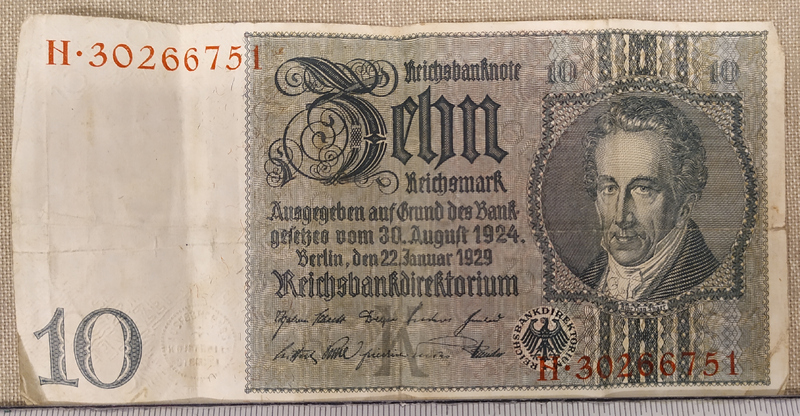 H·30266751
Reichsbanknote
10 10
Zehn
Reichsmark
Ausgegeben auf Grund des Bank-
gesetzes vom 30. August 1924.
Berlin, den 22. Januar 1929
Reichsbankdirektorium
K
REICHSBANKDIREKTORIUM
H·30266751
10